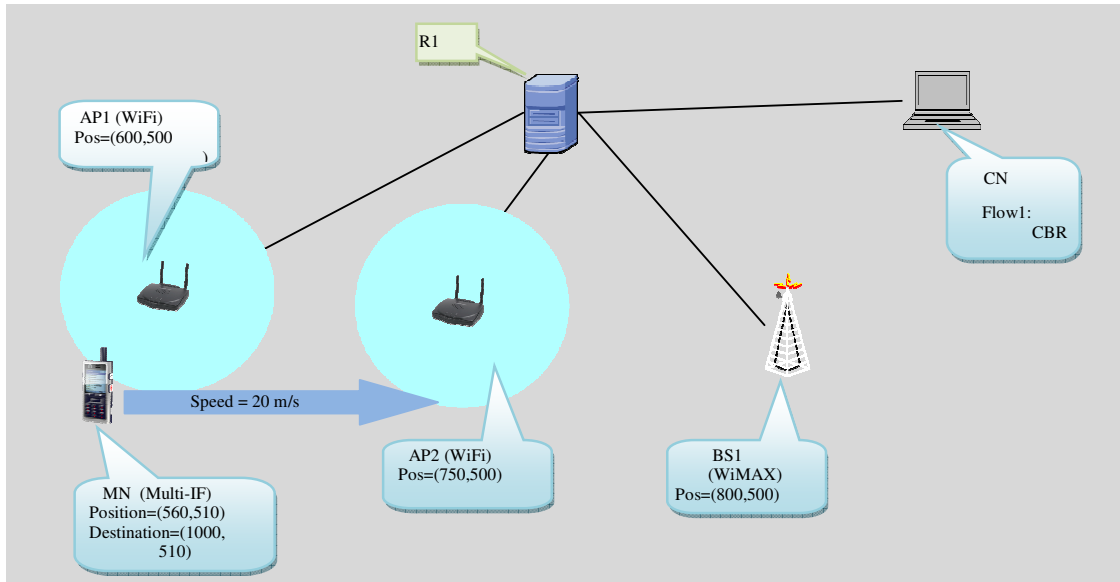 R1
AP1 (WiFi)
Pos=(600,500
)
CN
Flow1:
CBR
Speed = 20 m/s
AP2 (WiFi)
Pos=(750,500)
BS1
(WiMAX)
Pos=(800,500)
MN (Multi-IF)
Position=(560,510)
Destination=(1000,
510)